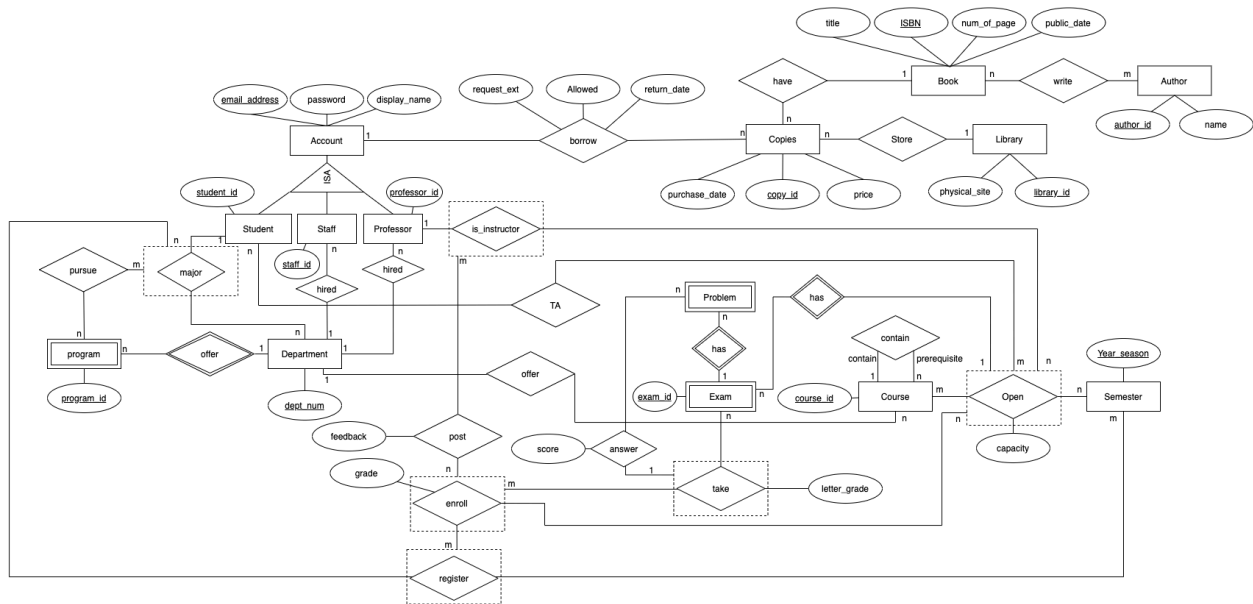 title
ISBN
num_of_page
public_date
request_ext
Allowed
return_date
have
1
Book
n
write
m
Author
email_address
password
display_name
n
author_id
name
Account
1
borrow
n
Copies
n
Store
1
Library
ISA
purchase_date
copy_id
price
physical_site
library_id
student_id
professor_id
Student
Staff
Professor
1
is_instructor
n
n
1
n
n
n
m
pursue
m
major
staff_id
hired
hired
TA
Problem
n
has
n
n
1
1
has
contain
contain
prerequisite
1
m
n
Year_season
program
n
offer
1
Department
1
1
offer
exam_id
1
Exam
n
1
n
course_id
Course
m
Open
n
Semester
program_id
dept_num
n
n
n
m
feedback
post
score
answer
capacity
1
grade
n
m
take
letter_grade
enroll
m
register